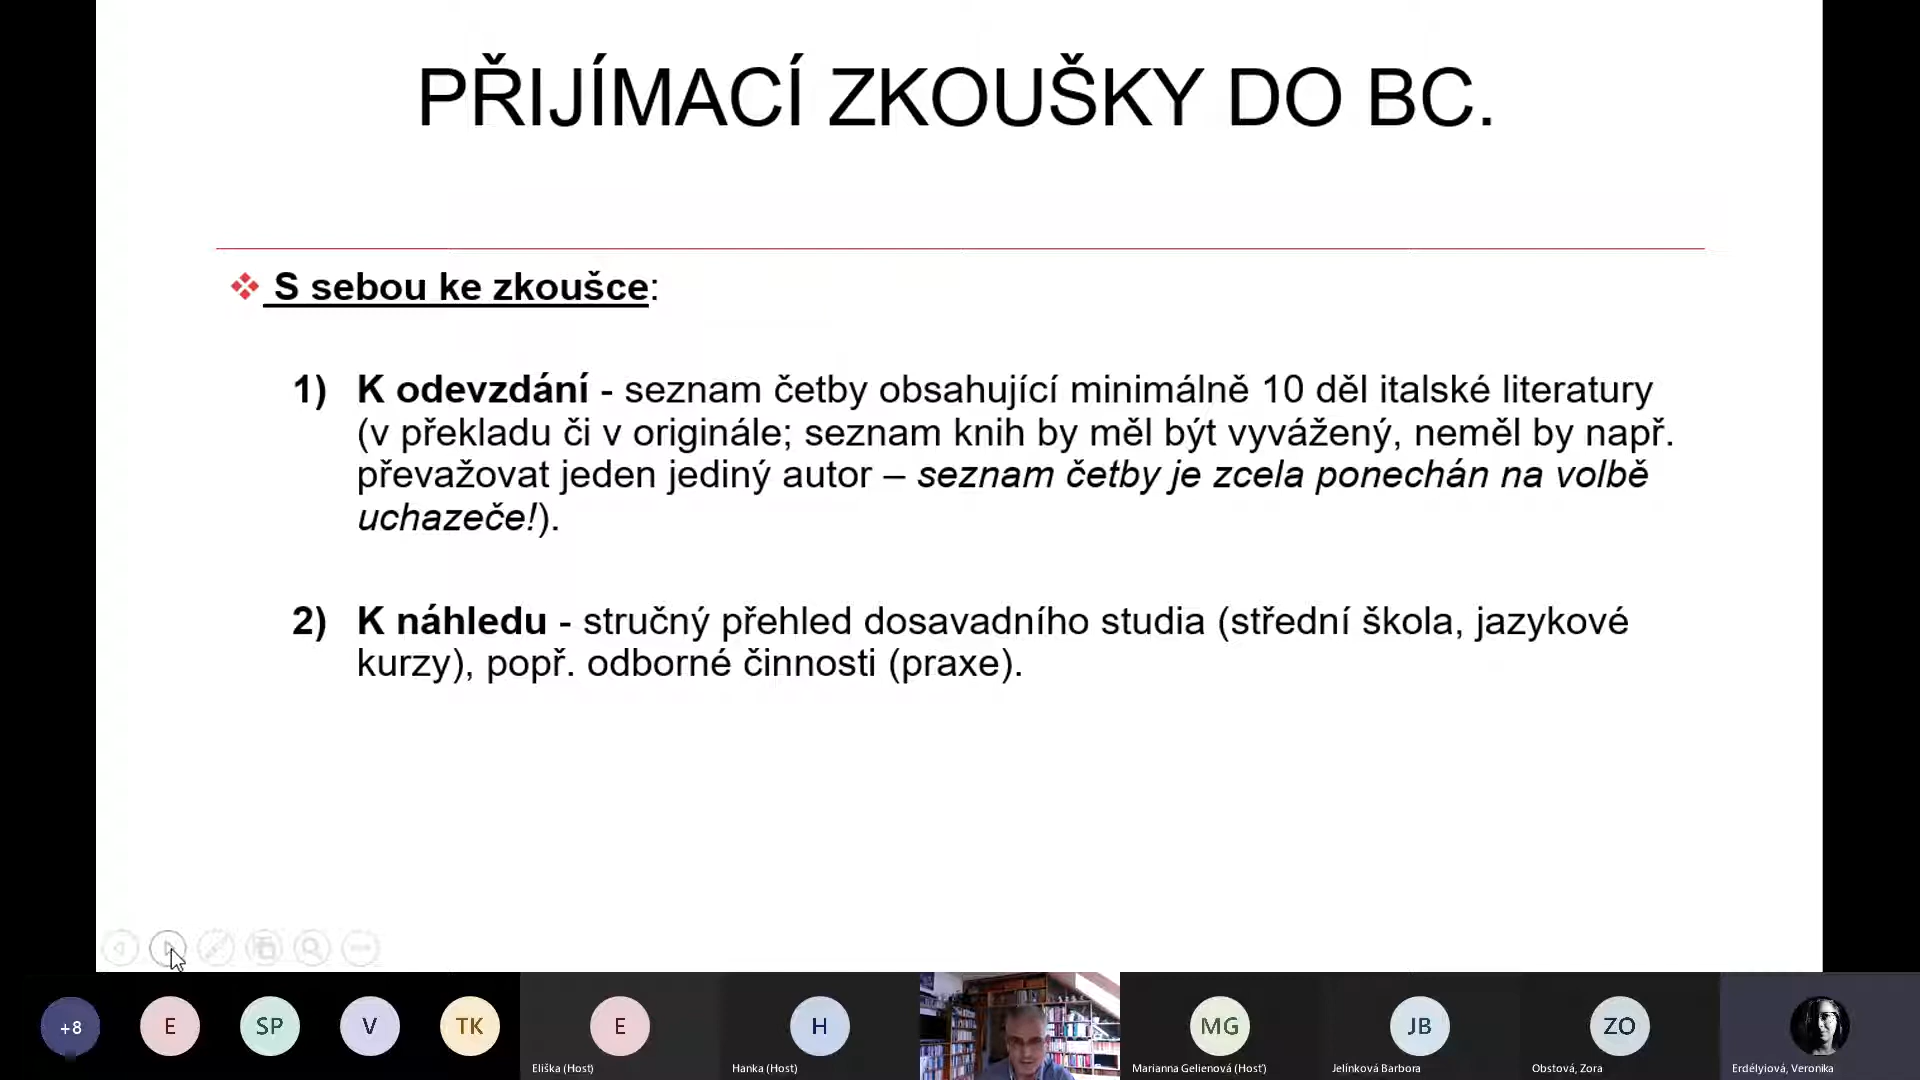 PŘIJÍMACÍ ZKOUŠKY DO BC.
S sebou ke zkoušce:
1) K odevzdání - seznam četby obsahující minimálně 10 děl italské literatury
(v překladu či v originále; seznam knih by měl být vyvážený, neměl by např.
převažovat jeden jediný autor – seznam četby je zcela ponechán na volbě
uchazeče!).
2) K náhledu - stručný přehled dosavadního studia (střední škola, jazykové
kurzy), popř. odborné činnosti (praxe).
+8 E SP V TK E H MG JB ZO
Eliška (Host) Hanka (Host) Marianna Gelienová (Hosť) Jelínková Barbora Obstová, Zora Erdélyiová, Veronika